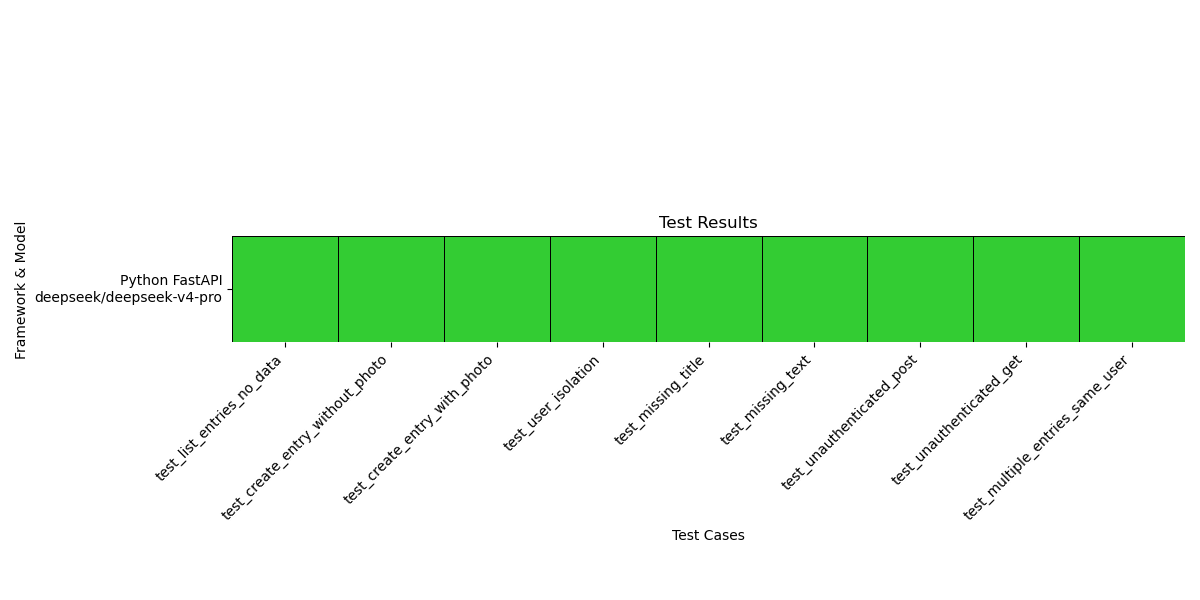 Test Results
Framework & Model
Python FastAPI
deepseek/deepseek-v4-pro
test_list_entries_no_data
test_create_entry_without_photo
test_create_entry_with_photo
test_user_isolation
test_missing_title
test_missing_text
test_unauthenticated_post
test_unauthenticated_get
test_multiple_entries_same_user
Test Cases